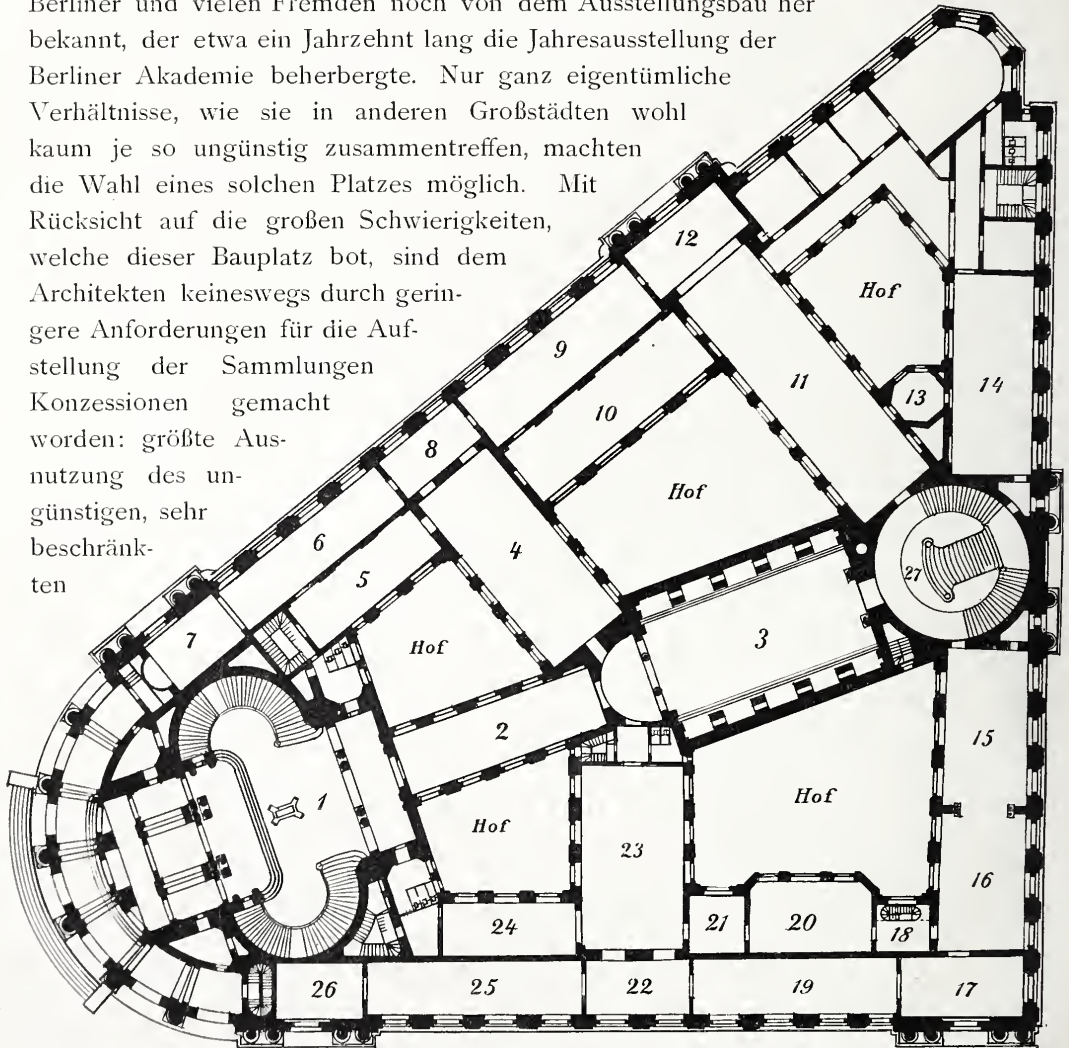 Berliner und vielen Fremden noch von dem Ausstellungsbau her
bekannt, der etwa ein Jahrzehnt lang die Jahresausstellung der
Berliner Akademie beherbergte. Nur ganz eigentümliche
Verhältnisse, wie sie in anderen Großstädten wohl
kaum je so ungünstig zusammentreffen, machten
die Wahl eines solchen Platzes möglich. Mit
Rücksicht auf die großen Schwierigkeiten,
welche dieser Bauplatz bot, sind dem
Architekten keineswegs durch gerin-
gere Anforderungen für die Auf-
stellung der Sammlungen
Konzessionen gemacht
worden: größte Aus-
nutzung des un-
günstigen, sehr
beschränk-
ten
12
Hof
9
11
14
13
10
8
Hof
6
4
5
27
7
Hof
3
2
15
1
Hof
Hof
23
16
24
21
20
18
26
25
22
19
17